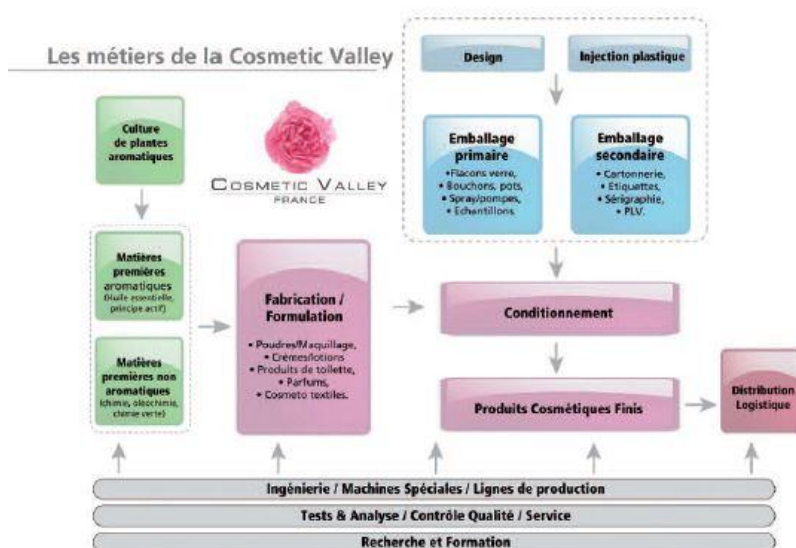 Les métiers de la Cosmetic Valley
Design
Injection plastique
Culture
de plantes
aromatiques
COSMETIC VALLEY
FRANCE
Emballage
primaire
•Flacons verre,
• Bouchons, pots,
• Spray/pompes,
• Echantillons.
Emballage
secondaire
• Cartonnerie,
• Etiquettes,
• Sérigraphie,
• PLV.
Matières
premières
aromatiques
(Huile essentielle,
principe actif)
Matières
premières non
aromatiques
(chimie, oléochimie,
chimie verte)
Fabrication /
Formulation
• Poudres/Maquillage,
• Crèmes/lotions
• Produits de toilette,
• Parfums,
• Cosmeto textiles.
Conditionnement
Produits Cosmétiques Finis
Distribution
Logistique
Ingénierie / Machines Spéciales / Lignes de production
Tests & Analyse / Contrôle Qualité / Service
Recherche et Formation